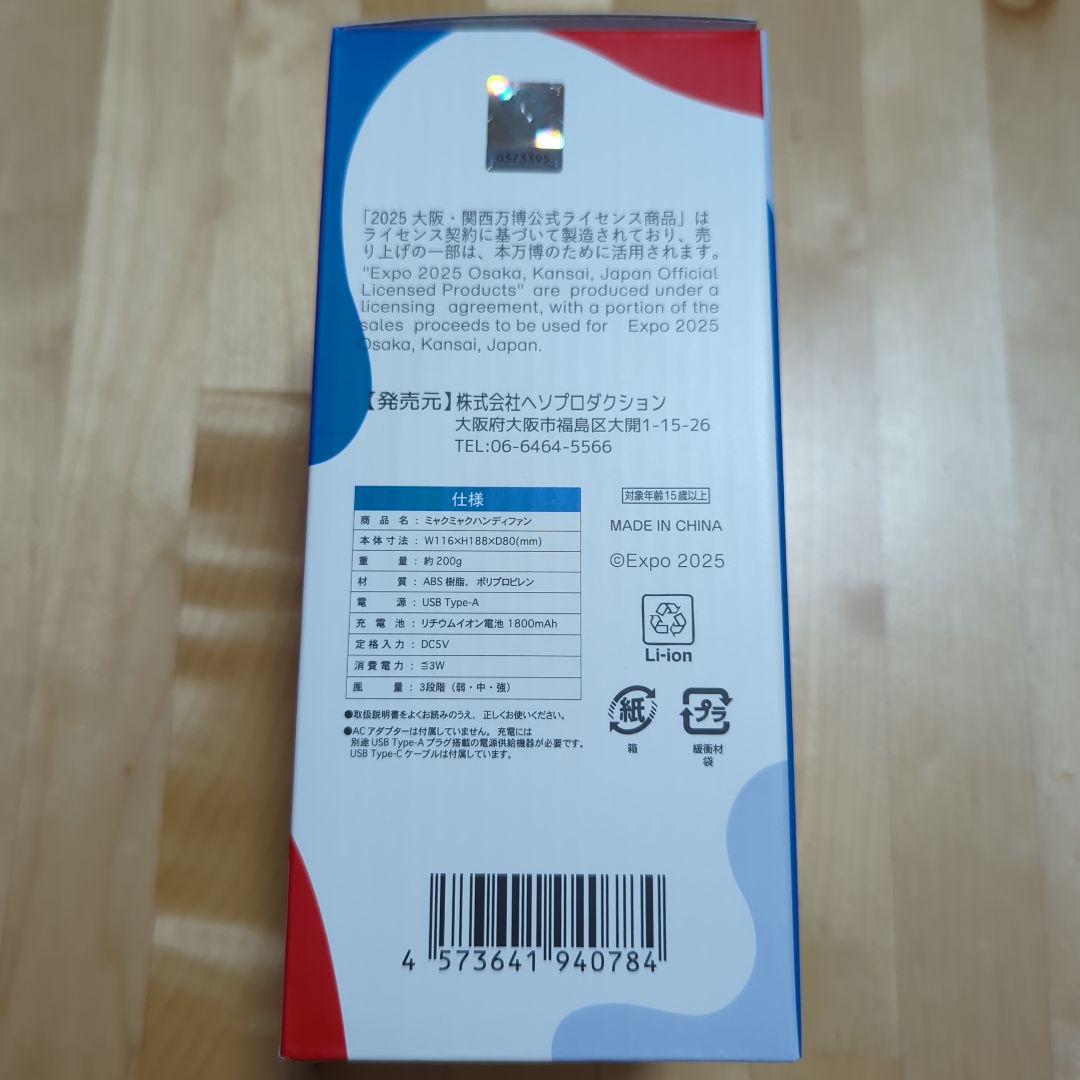 0373395
「2025 大阪・関西万博公式ライセンス商品」は
ライセンス契約に基づいて製造されており、売
り上げの一部は、本万博のために活用されます。
"Expo 2025 Osaka, Kansai, Japan Official
Licensed Products" are produced under a
licensing agreement, with a portion of the
sales proceeds to be used for Expo 2025
Osaka, Kansai, Japan.
【発売元】株式会社ヘソプロダクション
大阪府大阪市福島区大開1-15-26
TEL:06-6464-5566
仕様
商品名：ミャクミャクハンディファン
本体寸法：W116×H188×D80(mm)
重量：約200g
材質：ABS樹脂、ポリプロピレン
電源：USB Type-A
充電池：リチウムイオン電池 1800mAh
定格入力：DC5V
消費電力：≦3W
風量：3段階（弱・中・強）
●取扱説明書をよくお読みのうえ、正しくお使いください。
●ACアダプターは付属していません。充電には
別途USB Type-Aプラグ搭載の電源供給機器が必要です。
USB Type-Cケーブルは付属しています。
対象年齢15歳以上
MADE IN CHINA
©Expo 2025
Li-ion
紙
箱
プラ
緩衝材
袋
4 573641 940784